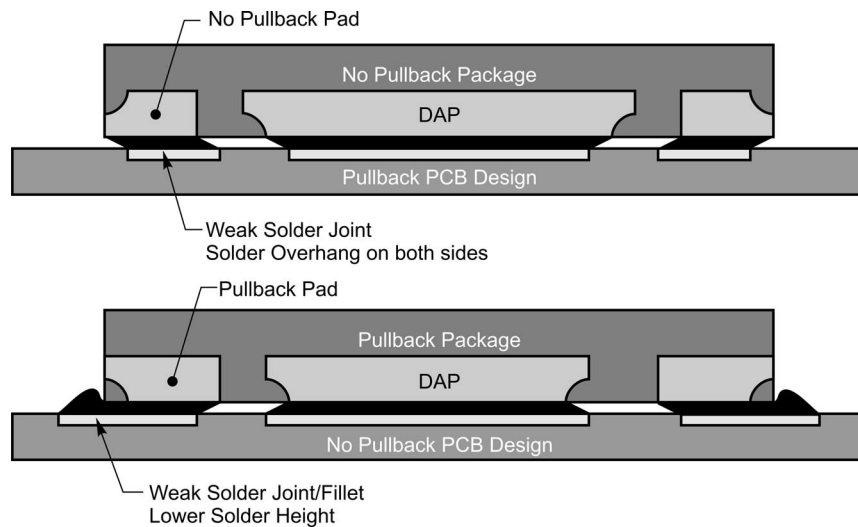 No Pullback Pad
No Pullback Package
DAP
Pullback PCB Design
Weak Solder Joint
Solder Overhang on both sides
Pullback Pad
Pullback Package
DAP
No Pullback PCB Design
Weak Solder Joint/Fillet
Lower Solder Height